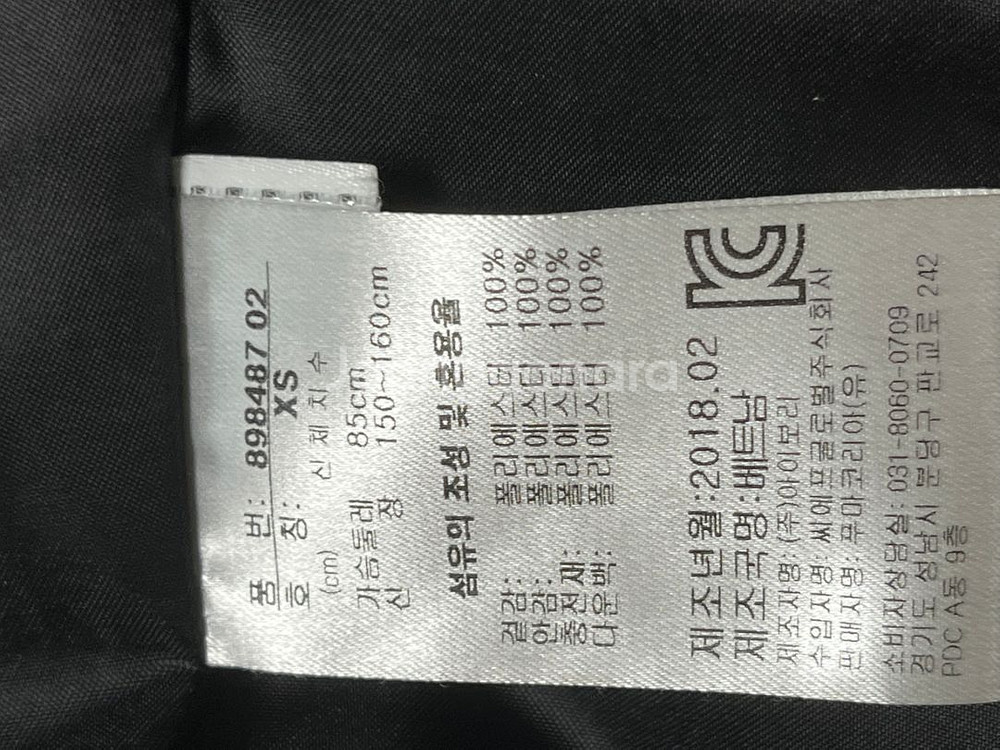 품 번: 898487 02
호 칭: XS
(cm) 신 체 치 수
가슴둘레 85cm
신 장 150~160cm
섬유의 조성 및 혼용율
겉감: 폴리에스터 100%
안감: 폴리에스터 100%
충전재: 폴리에스터 100%
다운백: 폴리에스터 100%
제조년월:2018.02
제조국명:베트남
제조자명: (주)아이보리
수입자명: 씨에프글로벌주식회사
판매사명: 푸마코리아(유)
소비자상담실: 031-8060-0709
경기도 성남시 분당구 판교로 242
PDC A동 9층